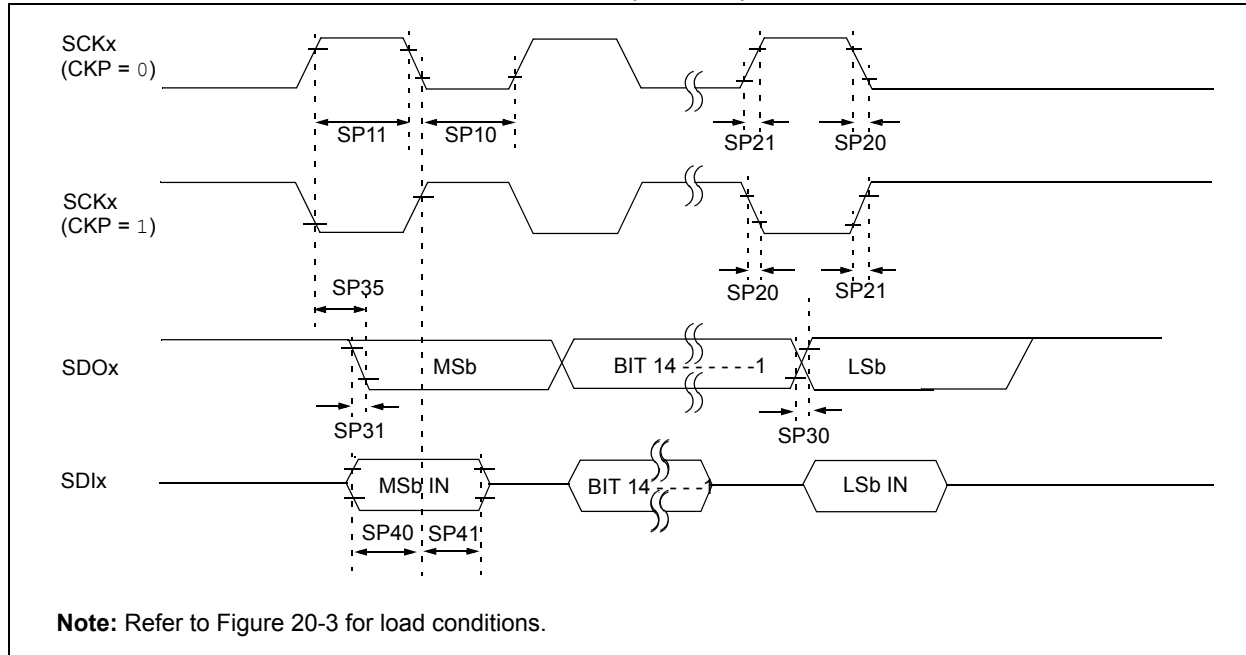 SCKx
(CKP = 0)
SP11
SP10
SP21
SP20
SCKx
(CKP = 1)
SP35
SP20
SP21
SDOx
MSb
BIT 14 - - - - - -1
LSb
SP31
SP30
SDIx
MSb IN
BIT 14 - - - -1
LSb IN
SP40
SP41
Note: Refer to Figure 20-3 for load conditions.